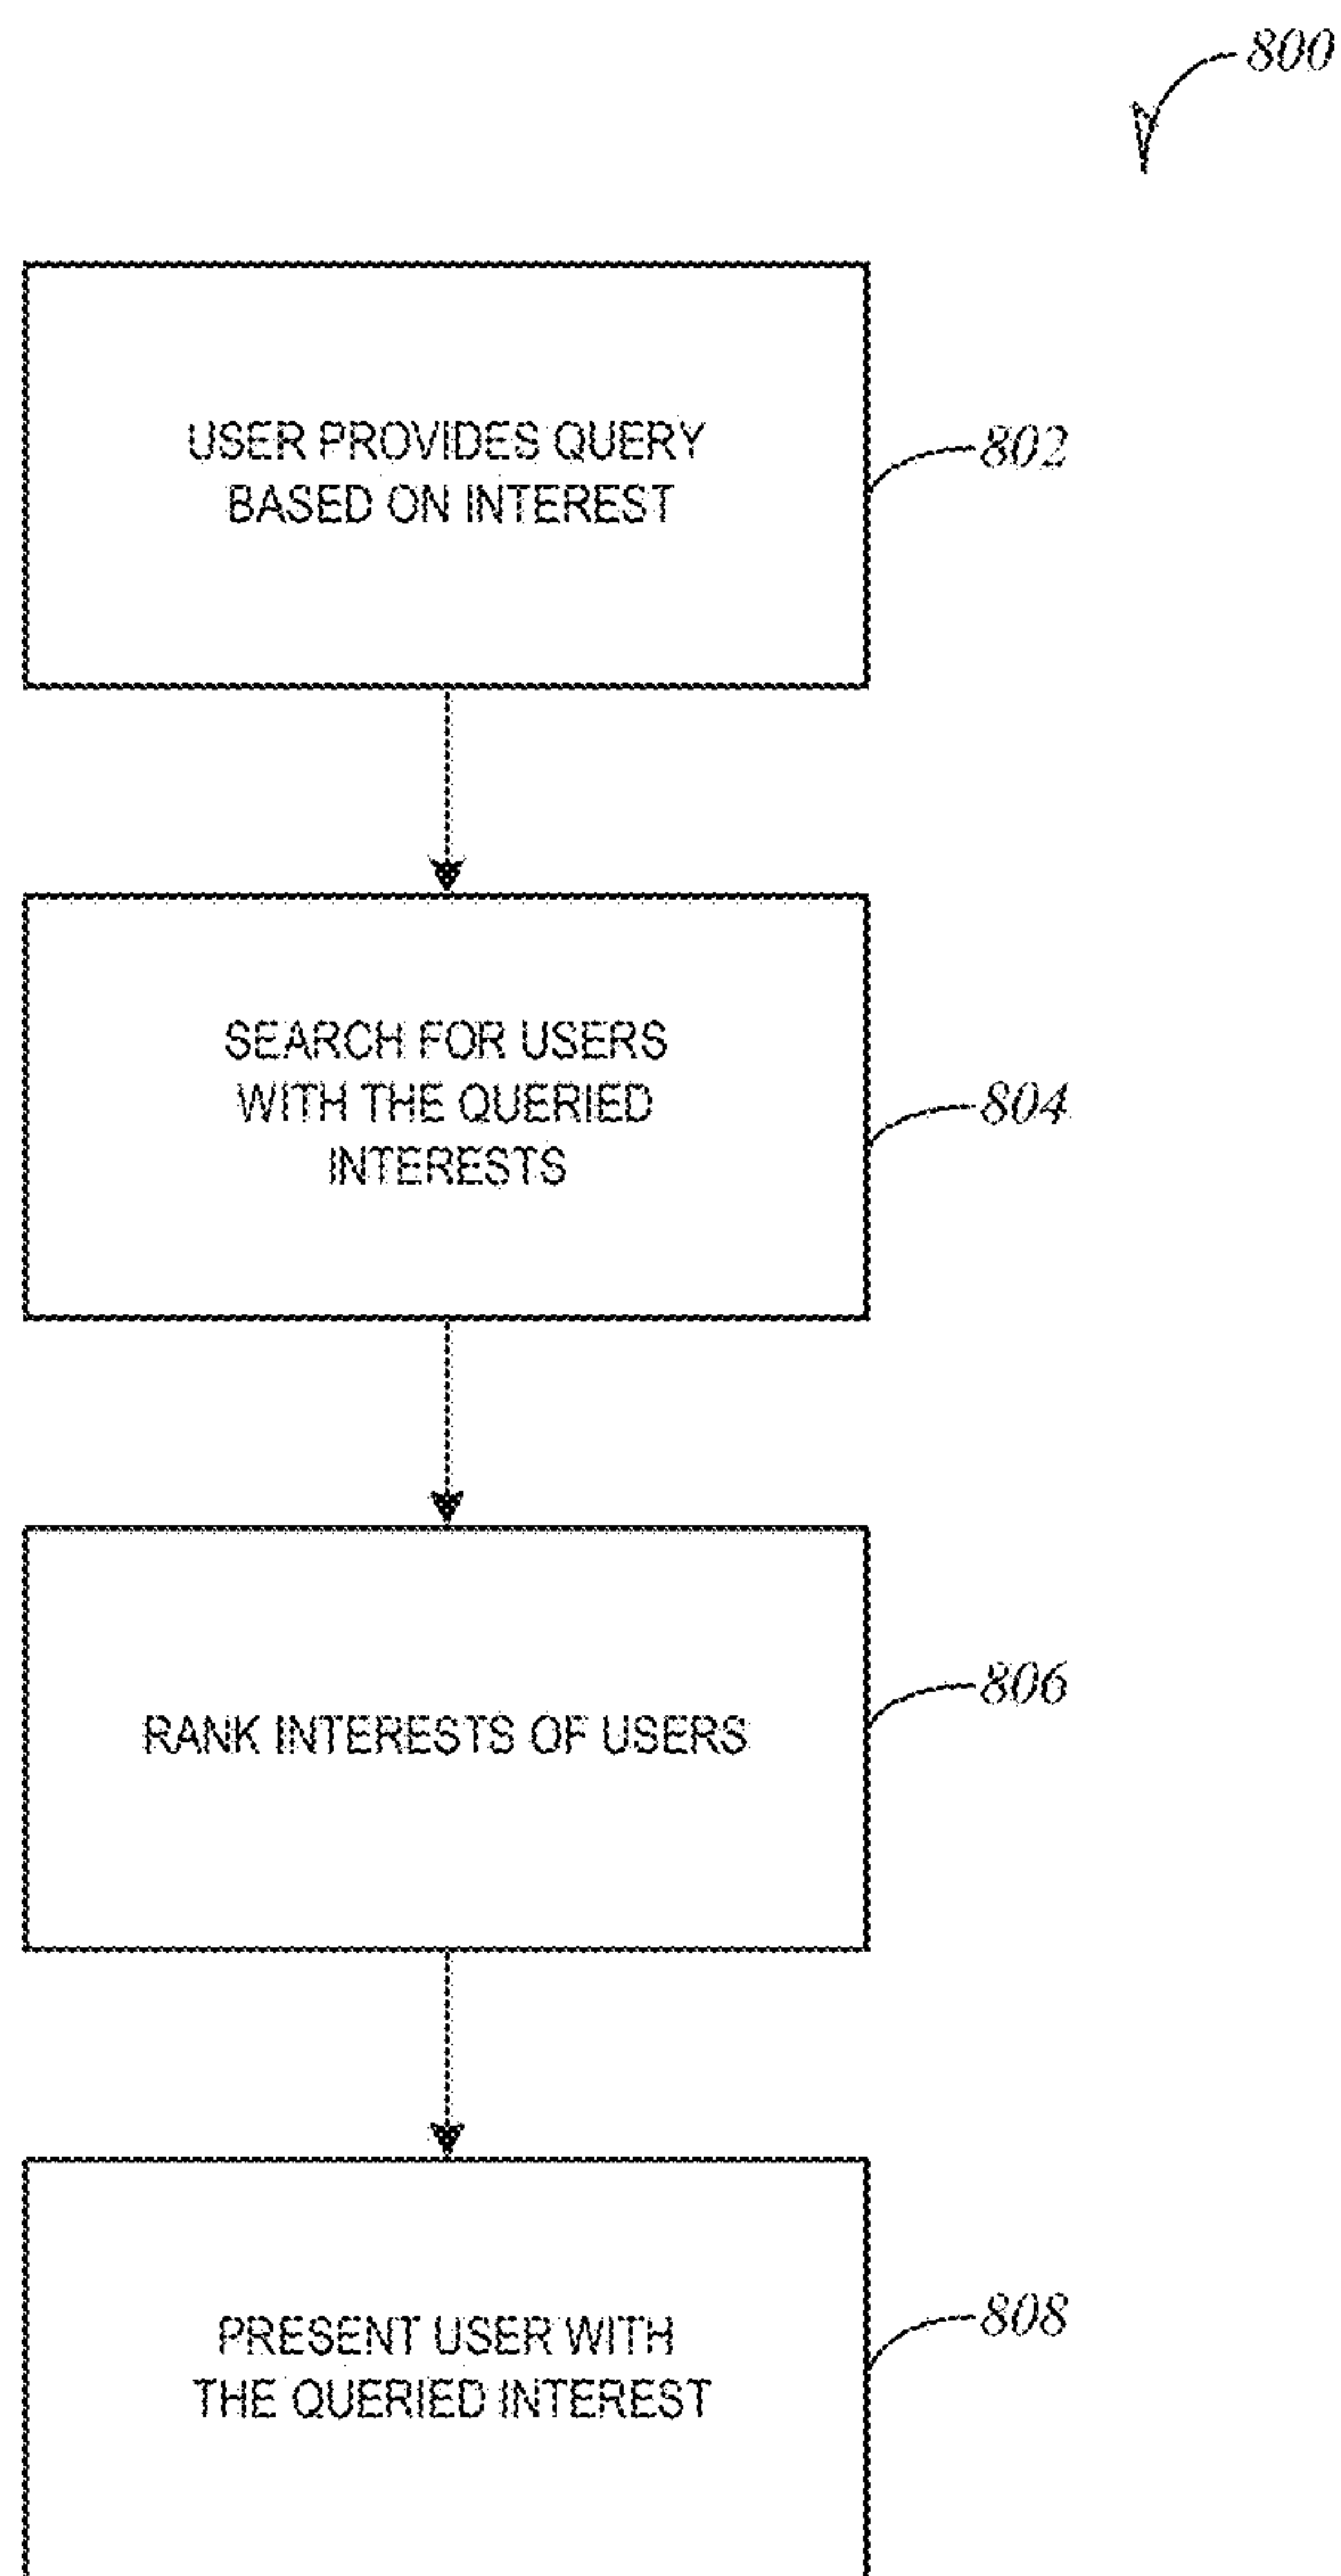 800
USER PROVIDES QUERY
BASED ON INTEREST
802
SEARCH FOR USERS
WITH THE QUERIED
INTERESTS
804
RANK INTERESTS OF USERS
806
PRESENT USER WITH
THE QUERIED INTEREST
808